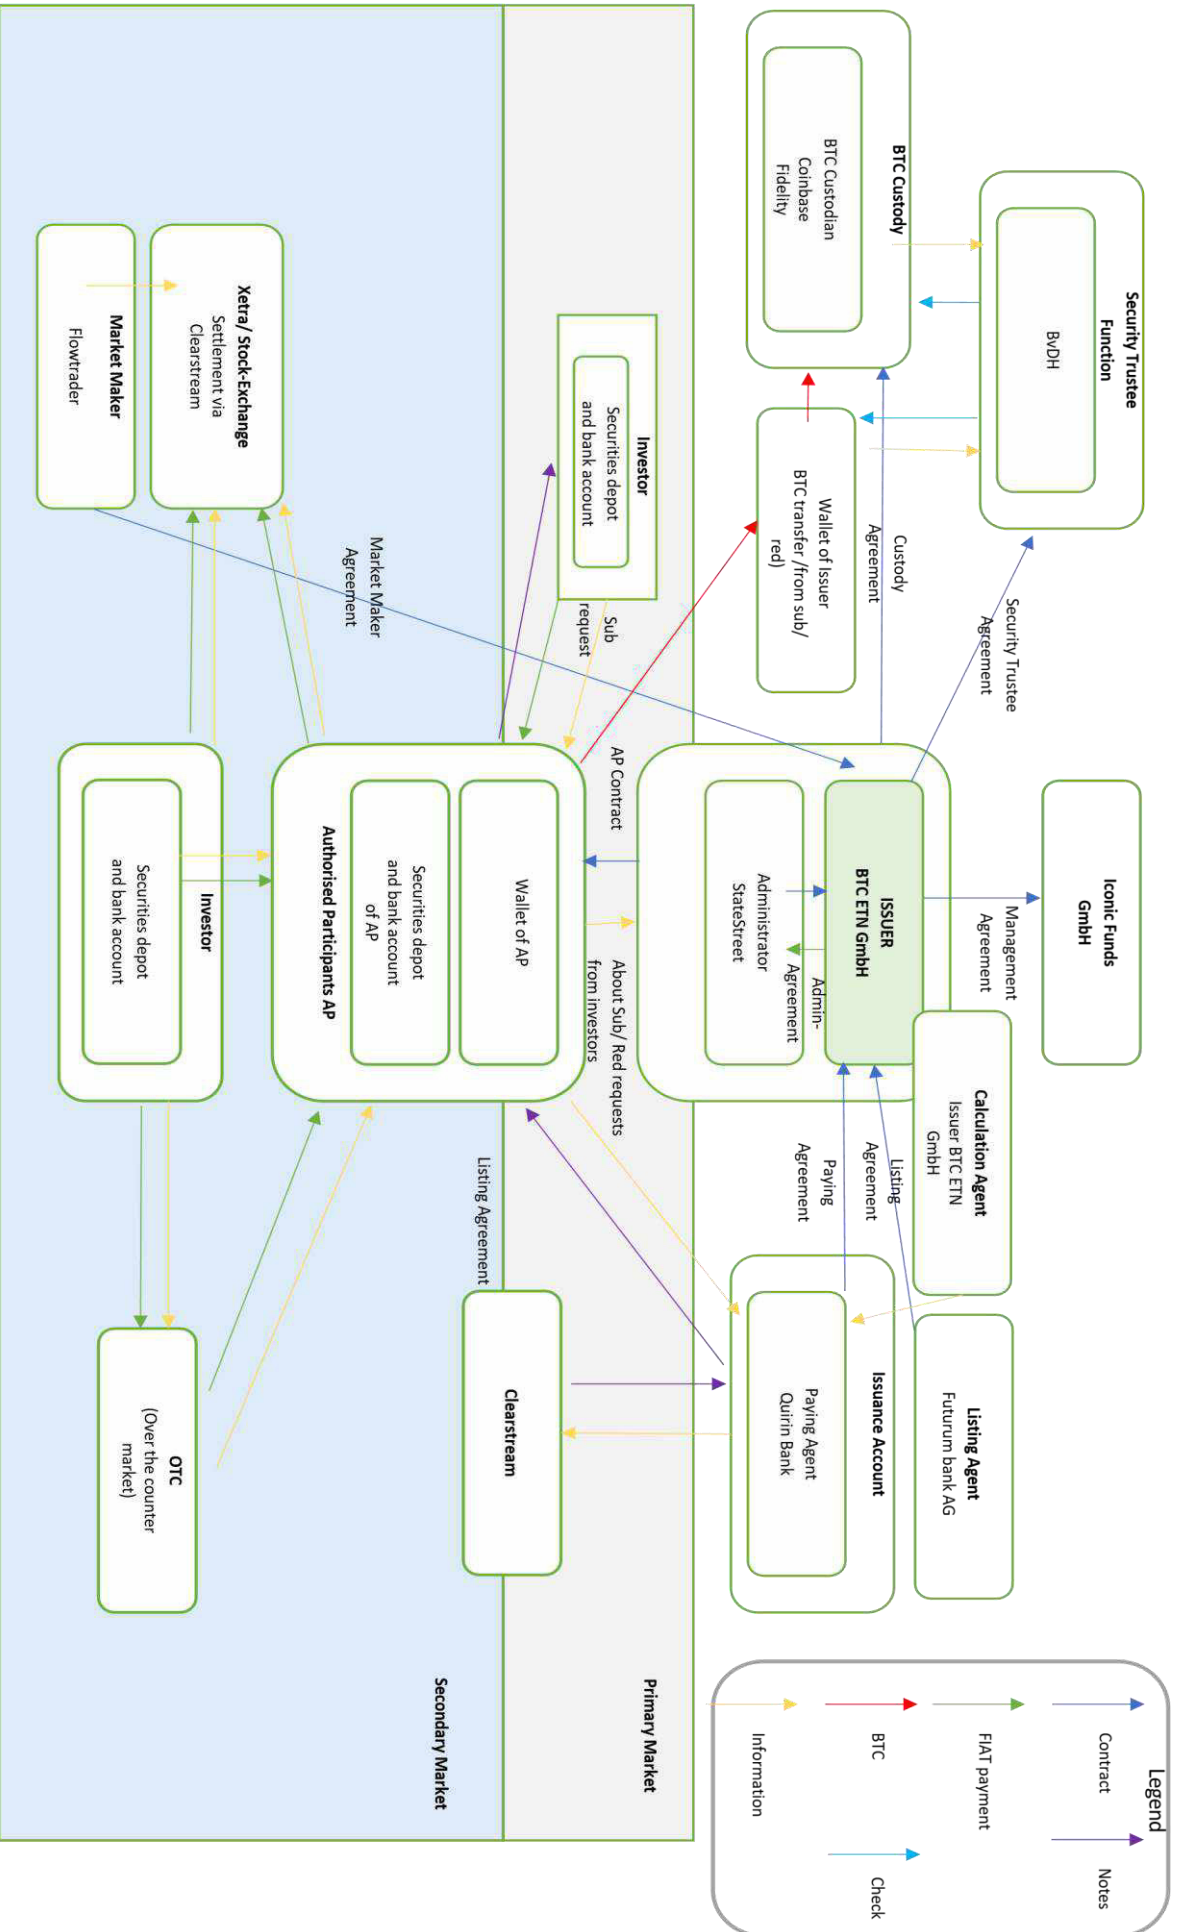 Security Trustee
Function
BvDH
Iconic Funds
GmbH
Listing Agent
Futurum bank AG
Legend
Contract
Notes
FIAT payment
BTC
Check
Information
BTC Custody
BTC Custodian
Coinbase
Fidelity
Custody
Agreement
Security Trustee
Agreement
Management
Agreement
Calculation Agent
Issuer BTC ETN
GmbH
Wallet of Issuer
BTC transfer /from sub/
red)
ISSUER
BTC ETN GmbH
Admin-
Agreement
Administrator
StateStreet
Listing
Agreement
Paying
Agreement
Issuance Account
Paying Agent
Quirin Bank
Investor
Securities depot
and bank account
Sub
request
AP Contract
About Sub/ Red requests
from investors
Primary Market
Wallet of AP
Securities depot
and bank account
of AP
Authorised Participants AP
Listing Agreement
Clearstream
Secondary Market
Market Maker
Agreement
Xetra/ Stock-Exchange
Settlement via
Clearstream
Market Maker
Flowtrader
Investor
Securities depot
and bank account
OTC
(Over the counter
market)